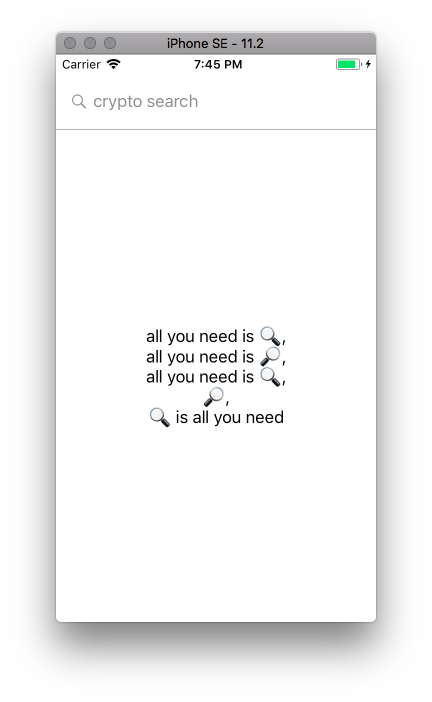 iPhone SE - 11.2
Carrier 7:45 PM
crypto search
all you need is 🔍,
all you need is 🔎,
all you need is 🔍,
🔎,
🔍 is all you need